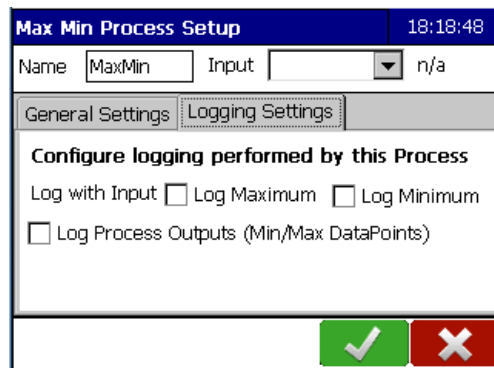 Max Min Process Setup 18:18:48
Name MaxMin Input n/a
General Settings Logging Settings
Configure logging performed by this Process
Log with Input Log Maximum Log Minimum
Log Process Outputs (Min/Max DataPoints)